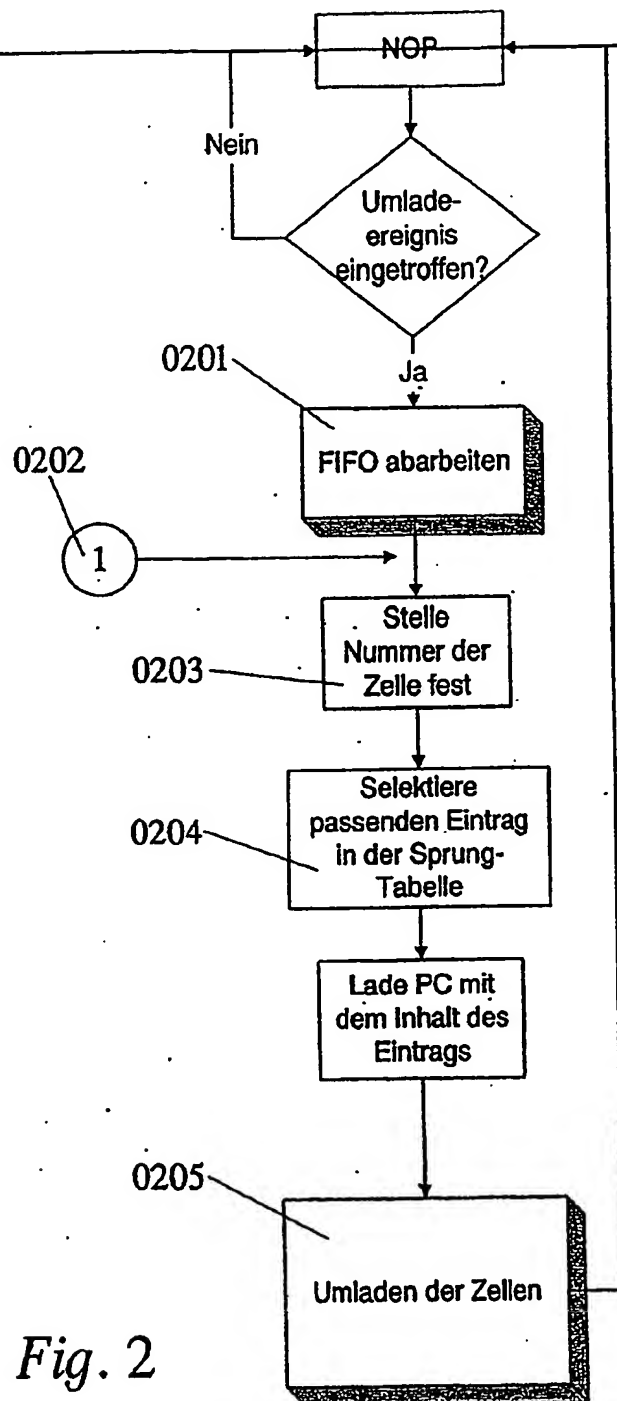 NOP
Nein
Umlade-
ereignis
eingetroffen?
Ja
0201
FIFO abarbeiten
0202
1
Stelle
Nummer der
Zelle fest
0203
Selektiere
passenden Eintrag
in der Sprung-
Tabelle
0204
Lade PC mit
dem Inhalt des
Eintrags
0205
Umladen der Zellen
Fig. 2